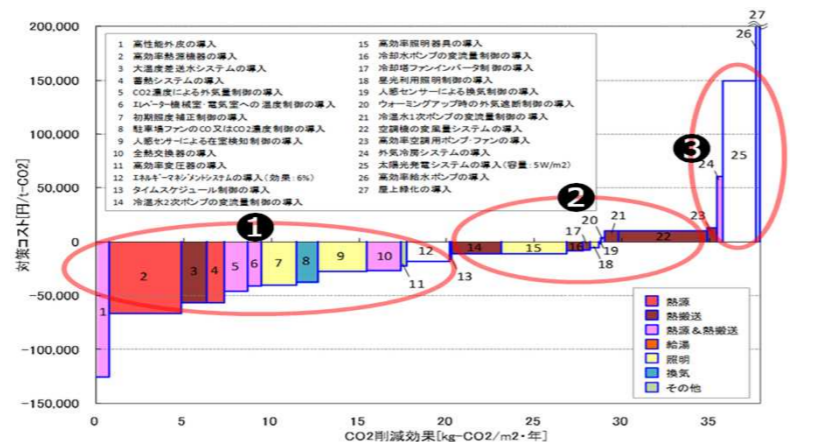 200,000
150,000
100,000
50,000
0
-50,000
-100,000
-150,000
対策コスト[円/t-CO2]
1 高性能外皮の導入
2 高効率熱源機器の導入
3 大温度差送水システムの導入
4 蓄熱システムの導入
5 CO2濃度による外気量制御の導入
6 エレベーター機械室・電気室への温度制御の導入
7 初期照度補正制御の導入
8 駐車場ファンのCO又はCO2濃度制御の導入
9 人感センサーによる在室検知制御の導入
10 全熱交換器の導入
11 高効率変圧器の導入
12 エネルギーマネジメントシステムの導入(効果:6%)
13 タイムスケジュール制御の導入
14 冷温水2次ポンプの変流量制御の導入
15 高効率照明器具の導入
16 冷却水ポンプの変流量制御の導入
17 冷却塔ファンインバータ制御の導入
18 昼光利用照明制御の導入
19 人感センサーによる換気制御の導入
20 ウォーミングアップ時の外気遮断制御の導入
21 冷温水1次ポンプの変流量制御の導入
22 空調機の変風量システムの導入
23 高効率空調用ポンプ・ファンの導入
24 外気冷房システムの導入
25 太陽光発電システムの導入(容量:5W/m2)
26 高効率給水ポンプの導入
27 屋上緑化の導入
❶
❷
❸
1
2
3
4
5
6
7
8
9
10
11
12
13
14
15
16
17
18
19
20
21
22
23
24
25
26
27
熱源
熱搬送
熱源&熱搬送
給湯
照明
換気
その他
0 5 10 15 20 25 30 35
CO2削減効果[kg-CO2/m2・年]